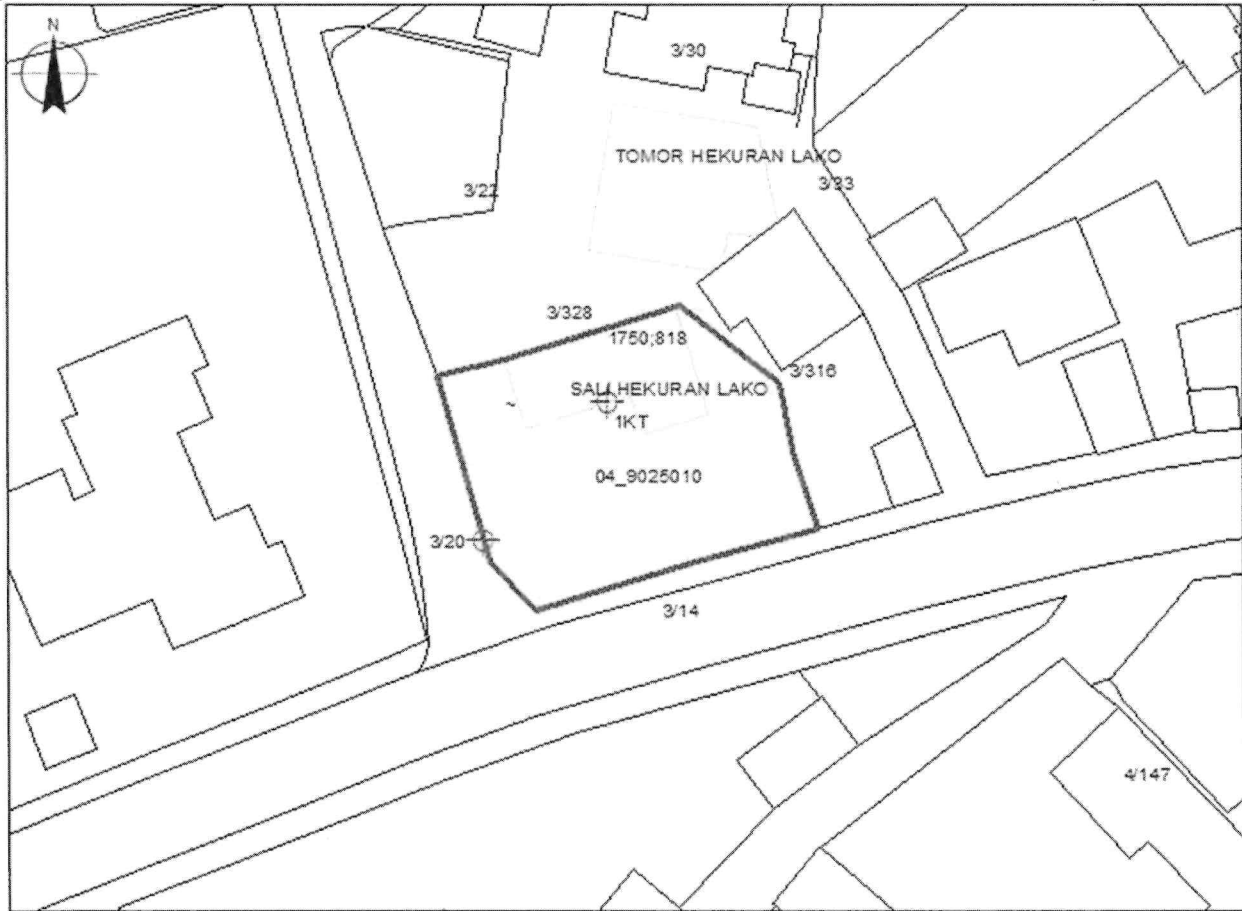 N
3/30
TOMOR HEKURAN LAKO
3/33
3/22
3/328
1750;818
3/316
SALI HEKURAN LAKO
1KT
04_9025010
3/20
3/14
4/147